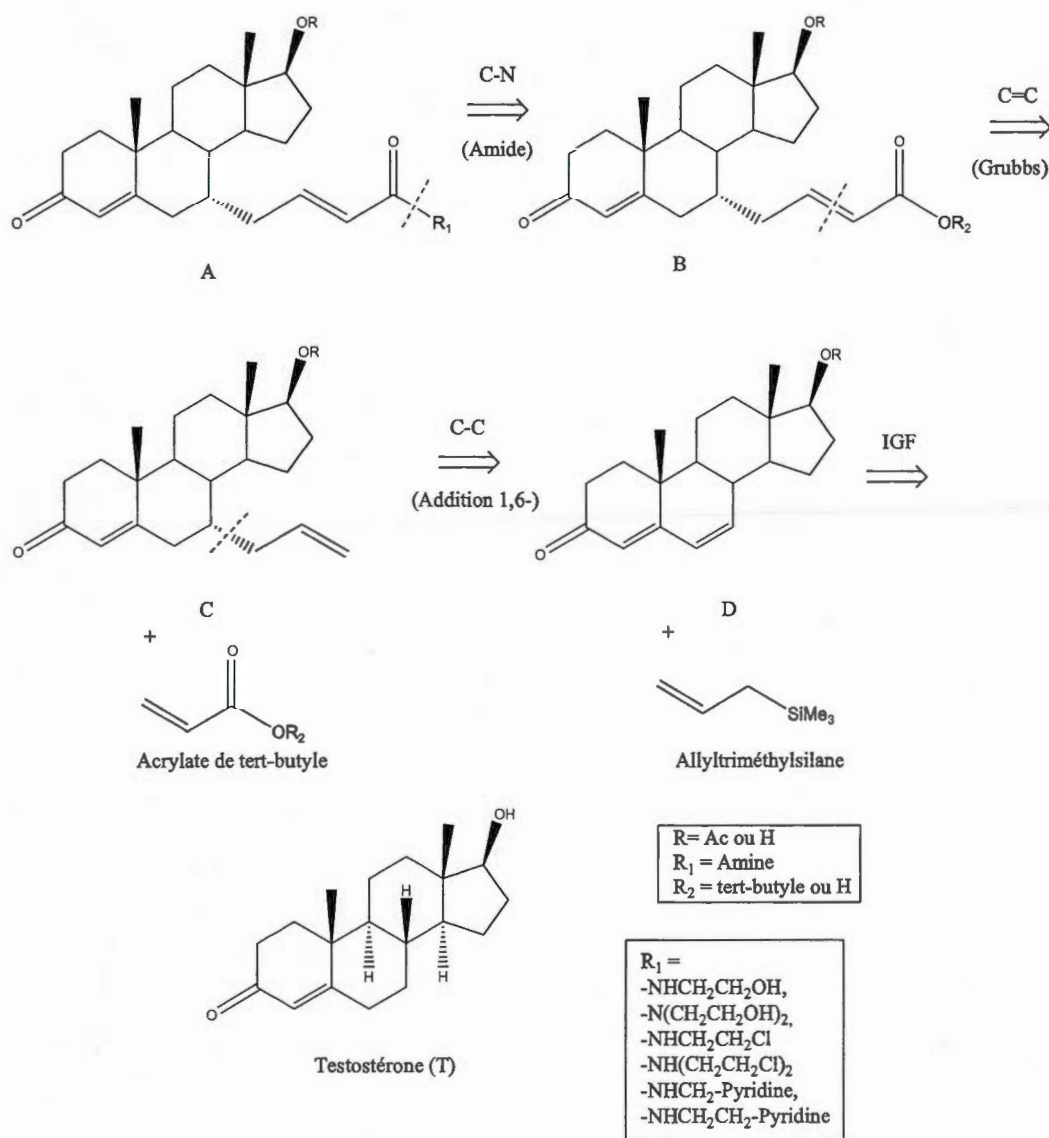 OR
OR
C-N
(Amide)
C=C
(Grubbs)
O
O
O
R₁
O
OR₂
A
B
OR
OR
C-C
(Addition 1,6-)
IGF
O
O
C
D
+
+
O
OR₂
SiMe₃
Acrylate de tert-butyle
Allyltriméthylsilane
OH
H
H
H
O
Testostérone (T)
R= Ac ou H
R₁ = Amine
R₂ = tert-butyle ou H
R₁ =
-NHCH₂CH₂OH,
-N(CH₂CH₂OH)₂,
-NHCH₂CH₂Cl
-NH(CH₂CH₂Cl)₂
-NHCH₂-Pyridine,
-NHCH₂CH₂-Pyridine